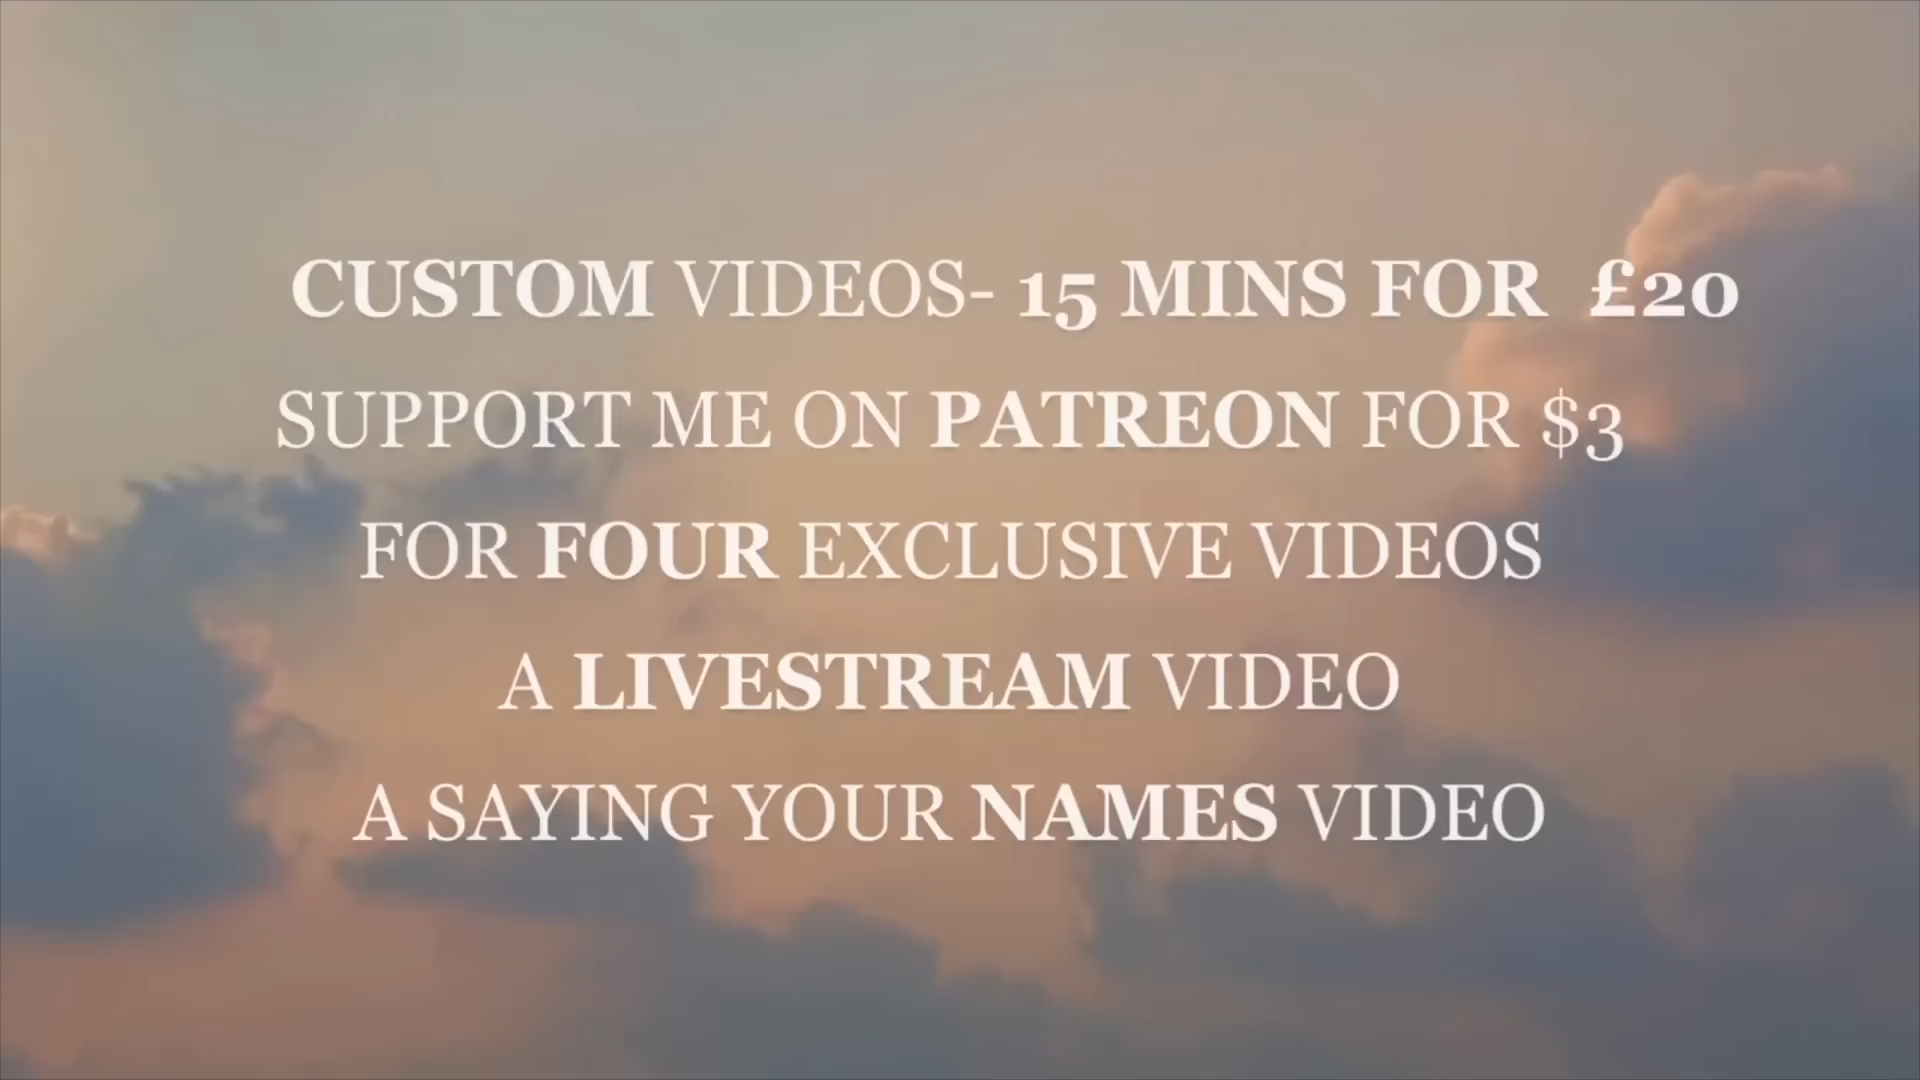 CUSTOM VIDEOS- 15 MINS FOR £20
SUPPORT ME ON PATREON FOR $3
FOR FOUR EXCLUSIVE VIDEOS
A LIVESTREAM VIDEO
A SAYING YOUR NAMES VIDEO